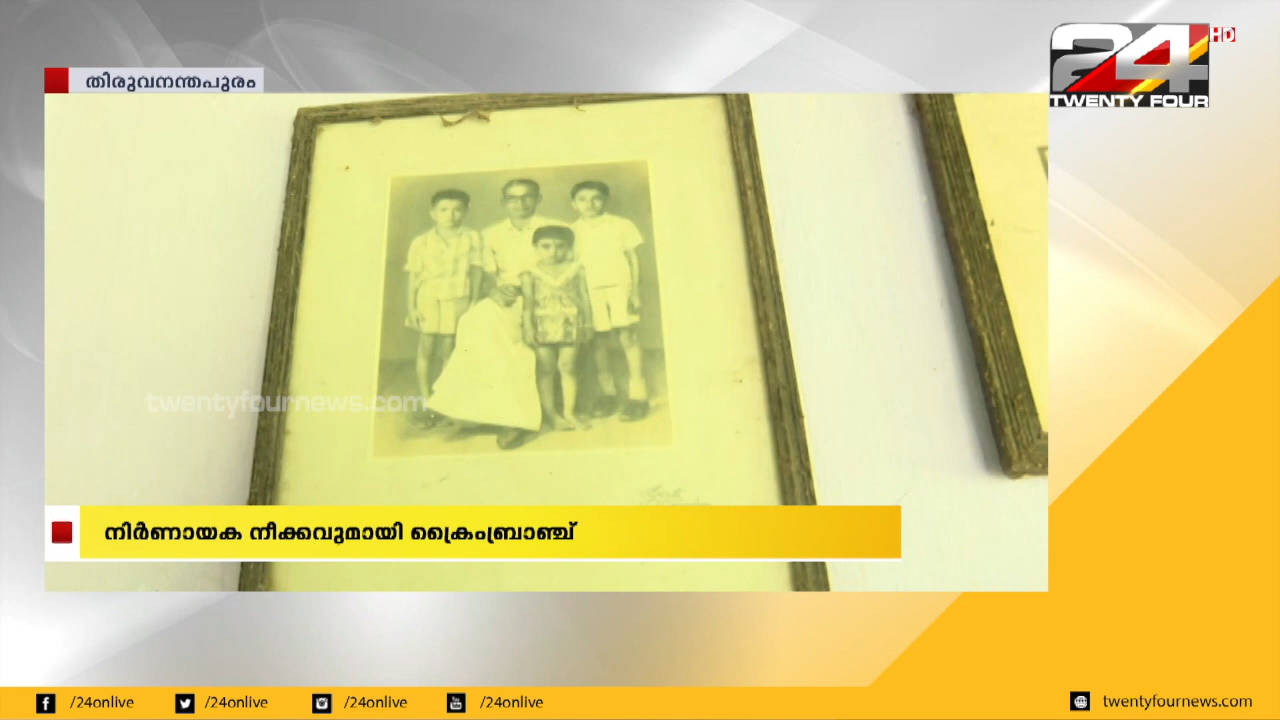 24 HD
TWENTY FOUR
തിരുവനന്തപുരം
twentyfournews.com
നിർണായക നീക്കവുമായി ക്രൈംബ്രാഞ്ച്
/24onlive /24onlive /24onlive /24onlive twentyfournews.com